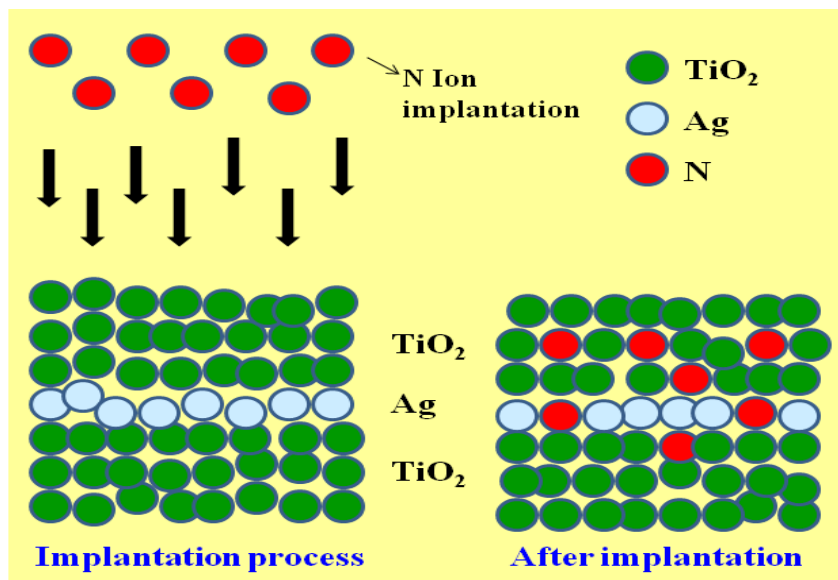 N Ion
implantation
TiO₂
Ag
N
TiO₂
Ag
TiO₂
Implantation process
After implantation